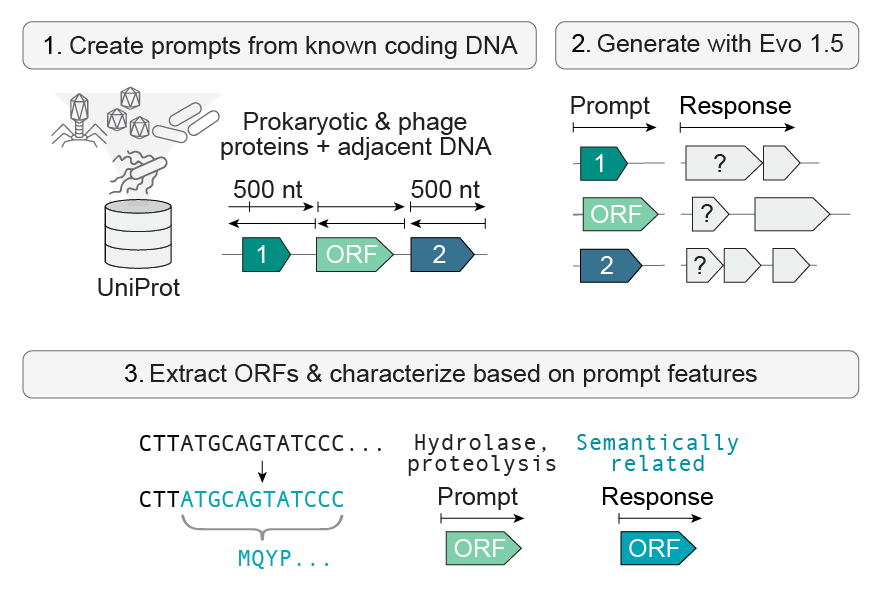 1. Create prompts from known coding DNA
2. Generate with Evo 1.5
Prokaryotic & phage
proteins + adjacent DNA
500 nt
500 nt
1
ORF
2
UniProt
Prompt
Response
1
?
ORF
?
2
?
3. Extract ORFs & characterize based on prompt features
CTTATGCAGTATCCC...
CTTATGCAGTATCCC
MQYP...
Hydrolase,
proteolysis
Prompt
ORF
Semantically
related
Response
ORF